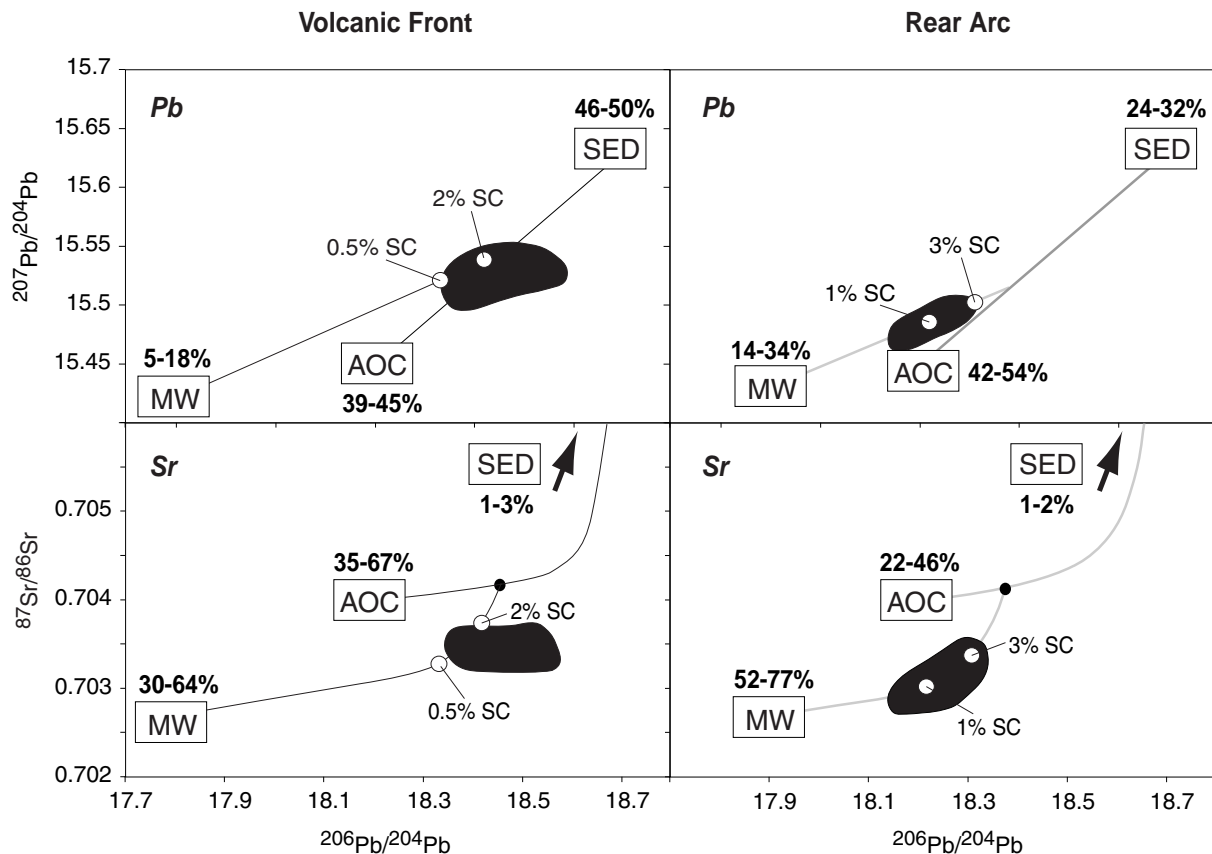 Volcanic Front
Rear Arc
15.7
15.65
15.6
15.55
15.5
15.45
207Pb/204Pb
Pb
46-50%
SED
2% SC
0.5% SC
5-18%
MW
AOC
39-45%
Pb
24-32%
SED
3% SC
1% SC
14-34%
MW
AOC
42-54%
0.705
0.704
0.703
0.702
87Sr/86Sr
Sr
SED
1-3%
35-67%
AOC
2% SC
30-64%
MW
0.5% SC
Sr
SED
1-2%
22-46%
AOC
3% SC
52-77%
MW
1% SC
17.7
17.9
18.1
18.3
18.5
18.7
17.9
18.1
18.3
18.5
18.7
206Pb/204Pb
206Pb/204Pb